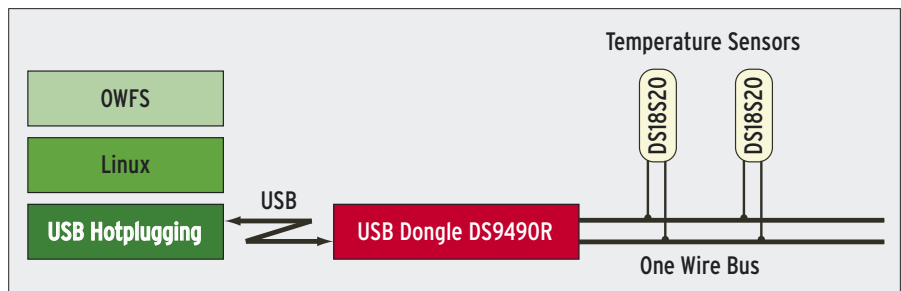 Temperature Sensors
OWFS
DS18S20
DS18S20
Linux
USB
USB Hotplugging
USB Dongle DS9490R
One Wire Bus